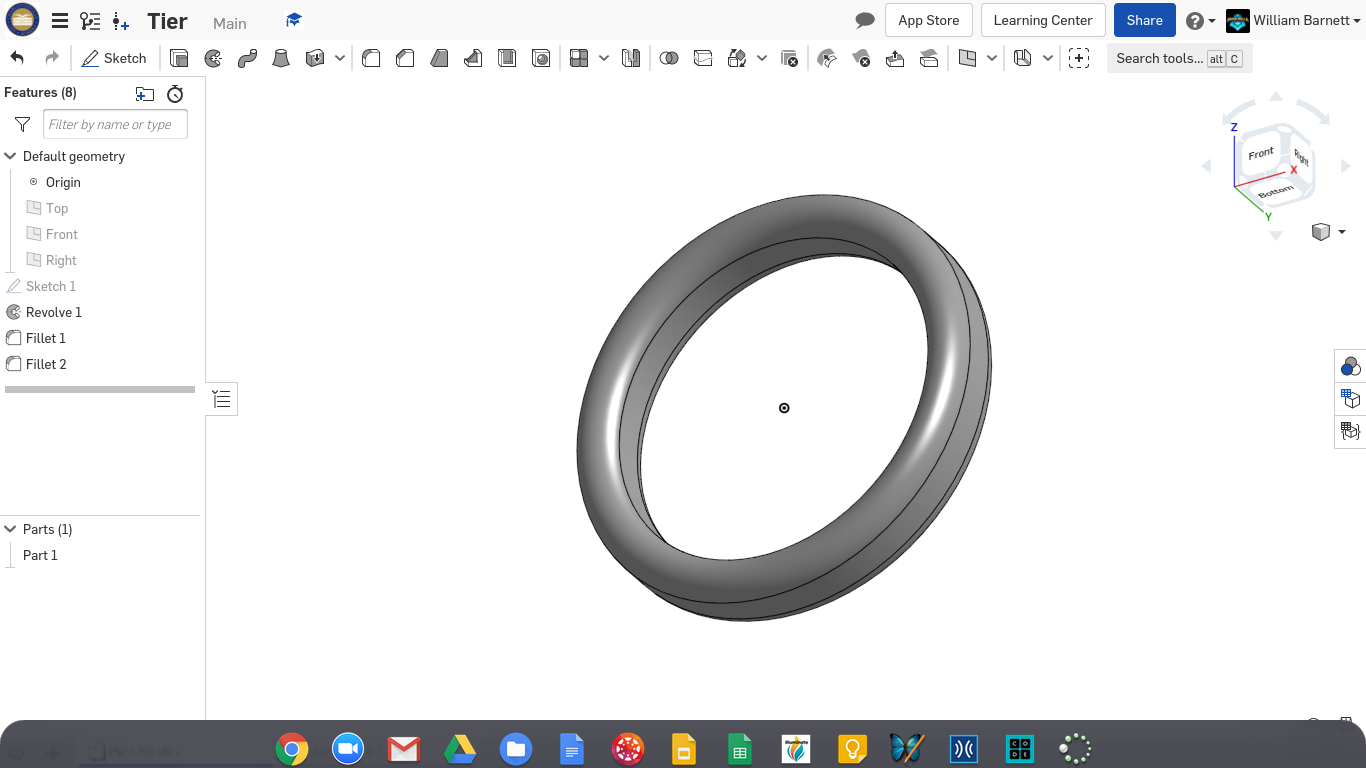 Tier Main
App Store
Learning Center
Share
William Barnett
Sketch
Search tools... alt C
Features (8)
Filter by name or type
Default geometry
Origin
Top
Front
Right
Sketch 1
Revolve 1
Fillet 1
Fillet 2
Parts (1)
Part 1
Z
Front
Right
X
Bottom
Y